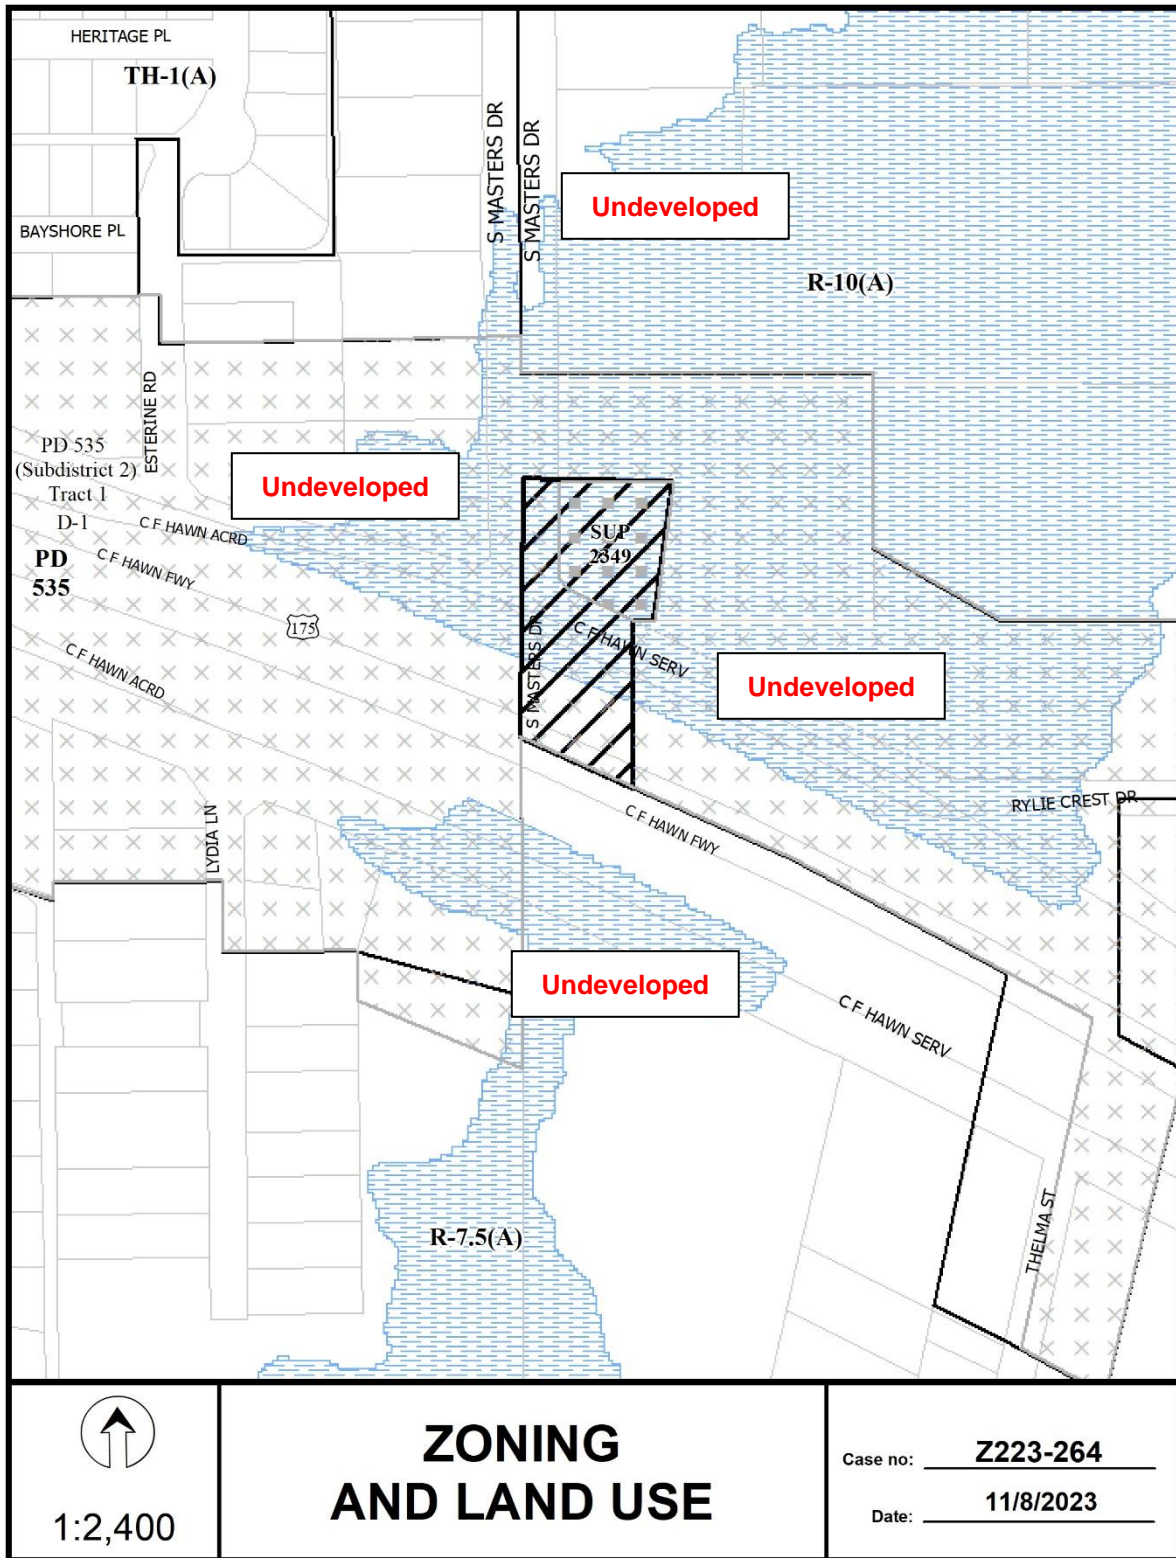 HERITAGE PL
TH-1(A)
S MASTERS DR
S MASTERS DR
Undeveloped
BAYSHORE PL
R-10(A)
ESTERINE RD
PD 535
(Subdistrict 2)
Tract 1
D-1
PD
535
Undeveloped
C F HAWN ACRD
C F HAWN FWY
175
C F HAWN ACRD
SUP
2349
C F HAWN SERV
S MASTERS DR
Undeveloped
RYLIE CREST DR
LYDIA LN
C F HAWN FWY
Undeveloped
C F HAWN SERV
THELMA ST
R-7.5(A)
1:2,400
ZONING
AND LAND USE
Case no: Z223-264
Date: 11/8/2023